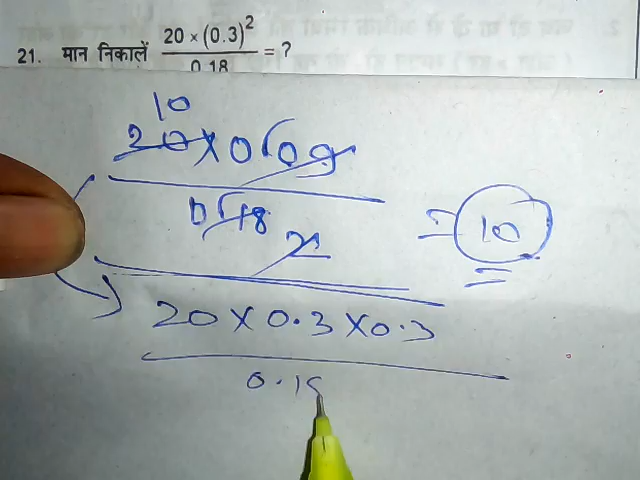 21. मान निकालें 20 × (0.3)² / 0.18 = ?
10
20 × 0.09
0.18
2
= 10
20 × 0.3 × 0.3
0.18